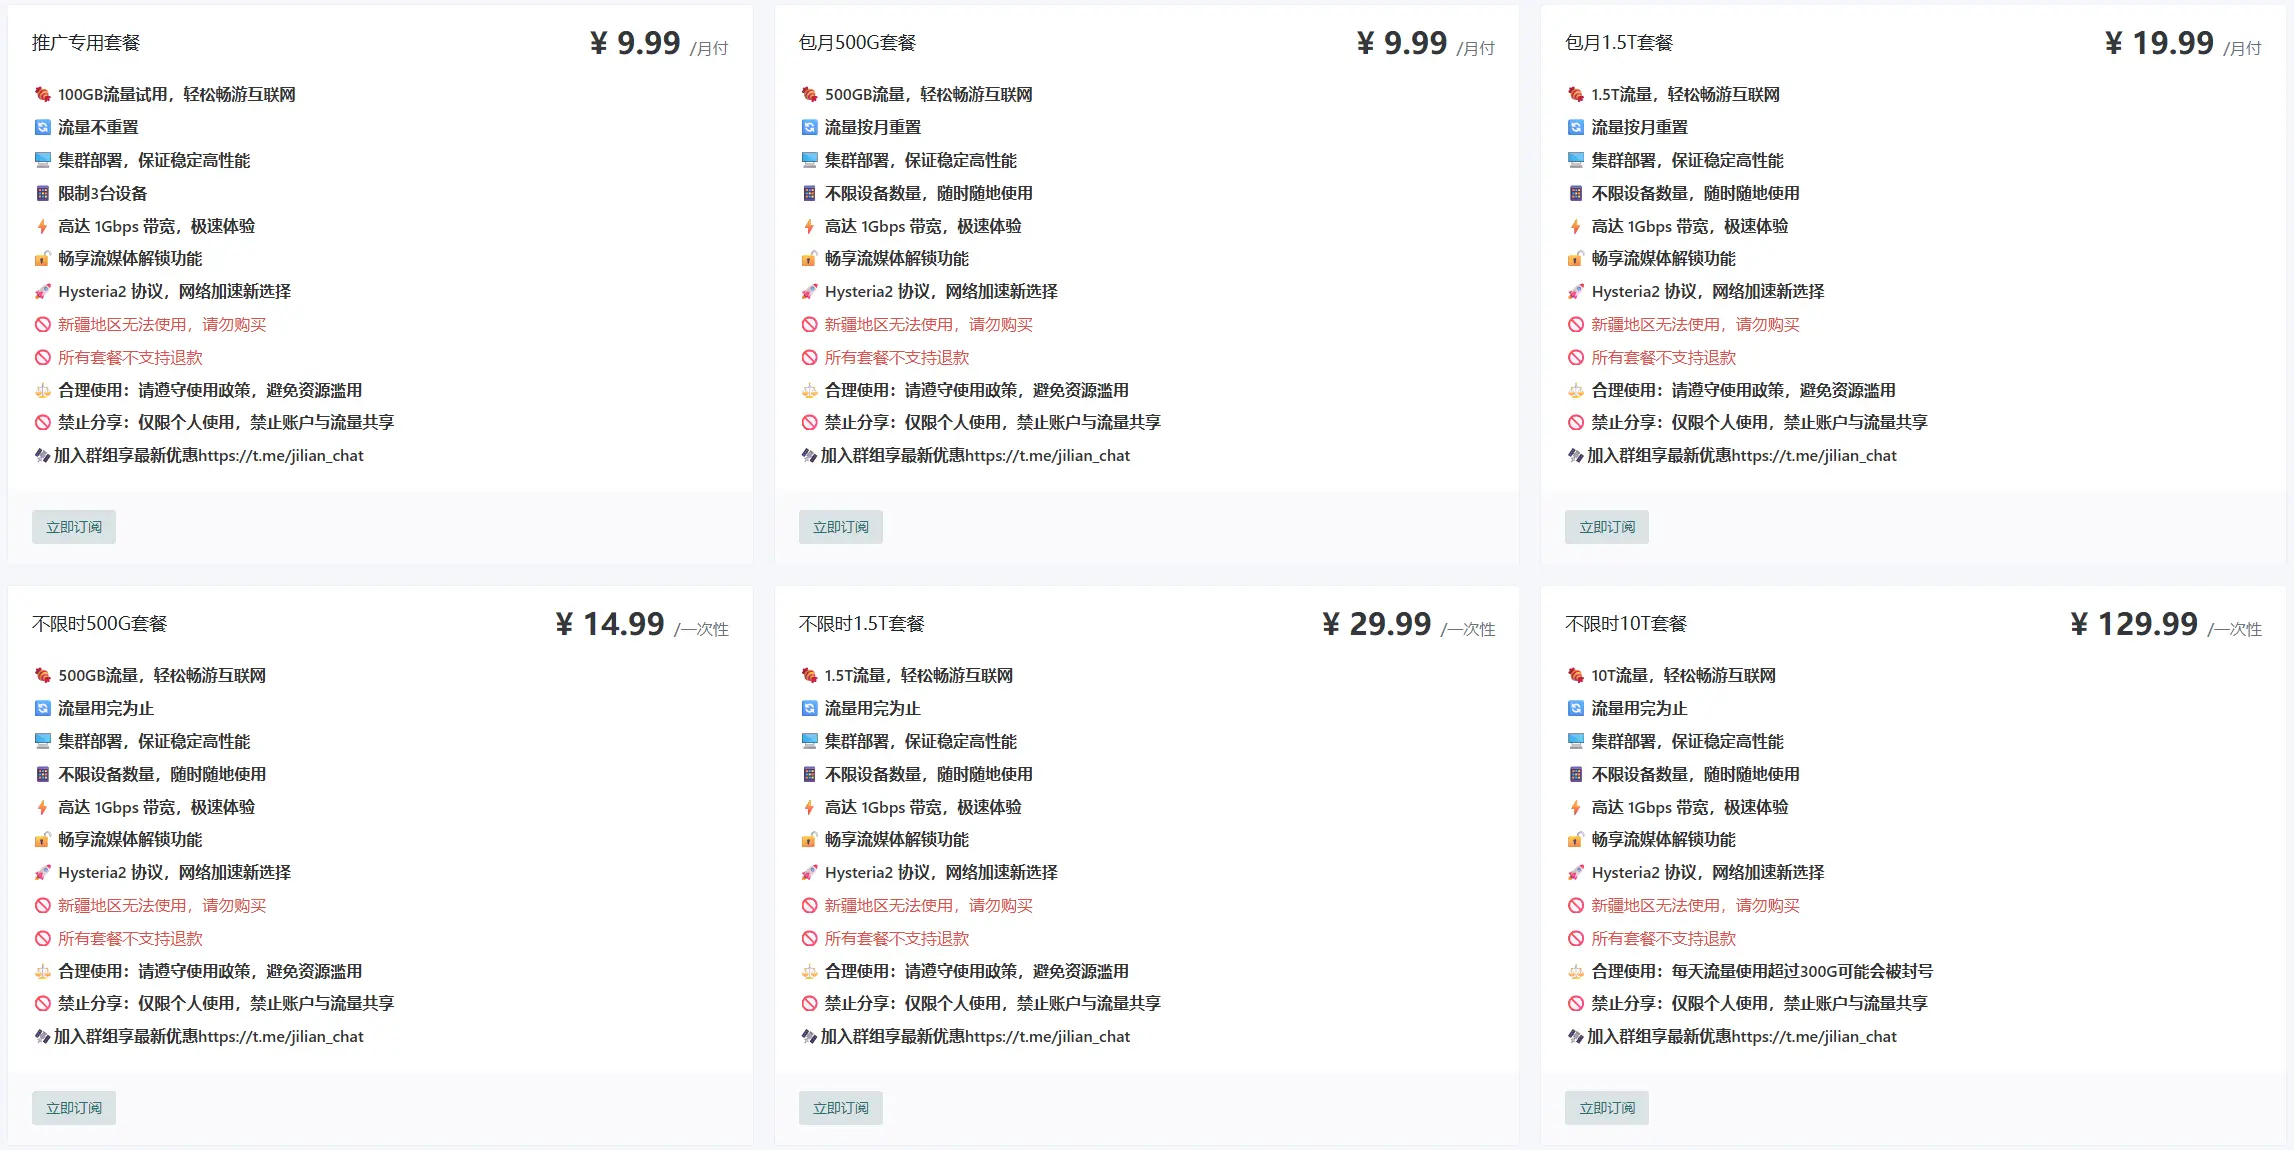 推广专用套餐
¥ 9.99 /月付
100GB流量试用，轻松畅游互联网
流量不重置
集群部署，保证稳定高性能
限制3台设备
高达 1Gbps 带宽，极速体验
畅享流媒体解锁功能
Hysteria2 协议，网络加速新选择
新疆地区无法使用，请勿购买
所有套餐不支持退款
合理使用：请遵守使用政策，避免资源滥用
禁止分享：仅限个人使用，禁止账户与流量共享
加入群组享最新优惠https://t.me/jilian_chat
立即订阅
包月500G套餐
¥ 9.99 /月付
500GB流量，轻松畅游互联网
流量按月重置
集群部署，保证稳定高性能
不限设备数量，随时随地使用
高达 1Gbps 带宽，极速体验
畅享流媒体解锁功能
Hysteria2 协议，网络加速新选择
新疆地区无法使用，请勿购买
所有套餐不支持退款
合理使用：请遵守使用政策，避免资源滥用
禁止分享：仅限个人使用，禁止账户与流量共享
加入群组享最新优惠https://t.me/jilian_chat
立即订阅
包月1.5T套餐
¥ 19.99 /月付
1.5T流量，轻松畅游互联网
流量按月重置
集群部署，保证稳定高性能
不限设备数量，随时随地使用
高达 1Gbps 带宽，极速体验
畅享流媒体解锁功能
Hysteria2 协议，网络加速新选择
新疆地区无法使用，请勿购买
所有套餐不支持退款
合理使用：请遵守使用政策，避免资源滥用
禁止分享：仅限个人使用，禁止账户与流量共享
加入群组享最新优惠https://t.me/jilian_chat
立即订阅
不限时500G套餐
¥ 14.99 /一次性
500GB流量，轻松畅游互联网
流量用完为止
集群部署，保证稳定高性能
不限设备数量，随时随地使用
高达 1Gbps 带宽，极速体验
畅享流媒体解锁功能
Hysteria2 协议，网络加速新选择
新疆地区无法使用，请勿购买
所有套餐不支持退款
合理使用：请遵守使用政策，避免资源滥用
禁止分享：仅限个人使用，禁止账户与流量共享
加入群组享最新优惠https://t.me/jilian_chat
立即订阅
不限时1.5T套餐
¥ 29.99 /一次性
1.5T流量，轻松畅游互联网
流量用完为止
集群部署，保证稳定高性能
不限设备数量，随时随地使用
高达 1Gbps 带宽，极速体验
畅享流媒体解锁功能
Hysteria2 协议，网络加速新选择
新疆地区无法使用，请勿购买
所有套餐不支持退款
合理使用：请遵守使用政策，避免资源滥用
禁止分享：仅限个人使用，禁止账户与流量共享
加入群组享最新优惠https://t.me/jilian_chat
立即订阅
不限时10T套餐
¥ 129.99 /一次性
10T流量，轻松畅游互联网
流量用完为止
集群部署，保证稳定高性能
不限设备数量，随时随地使用
高达 1Gbps 带宽，极速体验
畅享流媒体解锁功能
Hysteria2 协议，网络加速新选择
新疆地区无法使用，请勿购买
所有套餐不支持退款
合理使用：每天流量使用超过300G可能会被封号
禁止分享：仅限个人使用，禁止账户与流量共享
加入群组享最新优惠https://t.me/jilian_chat
立即订阅